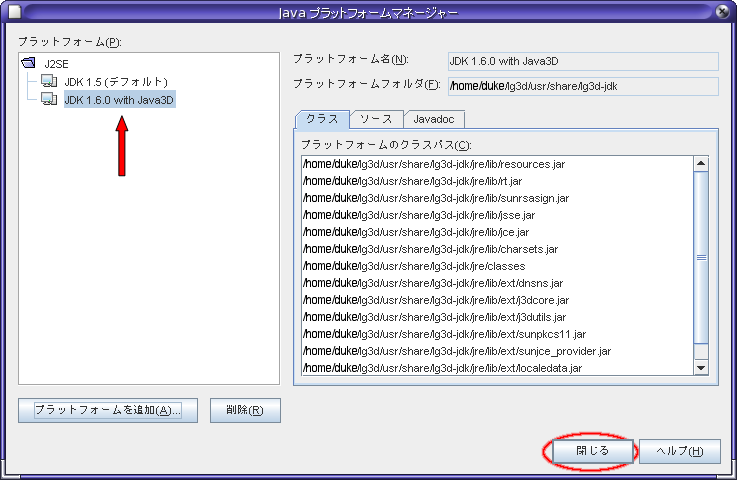 Java プラットフォームマネージャー
プラットフォーム(P):
J2SE
JDK 1.5 (デフォルト)
JDK 1.6.0 with Java3D
プラットフォームを追加(A)...
削除(R)
プラットフォーム名(N):
JDK 1.6.0 with Java3D
プラットフォームフォルダ(F):
/home/duke/lg3d/usr/share/lg3d-jdk
クラス
ソース
Javadoc
プラットフォームのクラスパス(C):
/home/duke/lg3d/usr/share/lg3d-jdk/jre/lib/resources.jar
/home/duke/lg3d/usr/share/lg3d-jdk/jre/lib/rt.jar
/home/duke/lg3d/usr/share/lg3d-jdk/jre/lib/sunrsasign.jar
/home/duke/lg3d/usr/share/lg3d-jdk/jre/lib/jsse.jar
/home/duke/lg3d/usr/share/lg3d-jdk/jre/lib/jce.jar
/home/duke/lg3d/usr/share/lg3d-jdk/jre/lib/charsets.jar
/home/duke/lg3d/usr/share/lg3d-jdk/jre/classes
/home/duke/lg3d/usr/share/lg3d-jdk/jre/lib/ext/dnsns.jar
/home/duke/lg3d/usr/share/lg3d-jdk/jre/lib/ext/j3dcore.jar
/home/duke/lg3d/usr/share/lg3d-jdk/jre/lib/ext/j3dutils.jar
/home/duke/lg3d/usr/share/lg3d-jdk/jre/lib/ext/sunpkcs11.jar
/home/duke/lg3d/usr/share/lg3d-jdk/jre/lib/ext/sunjce_provider.jar
/home/duke/lg3d/usr/share/lg3d-jdk/jre/lib/ext/localedata.jar
閉じる
ヘルプ(H)